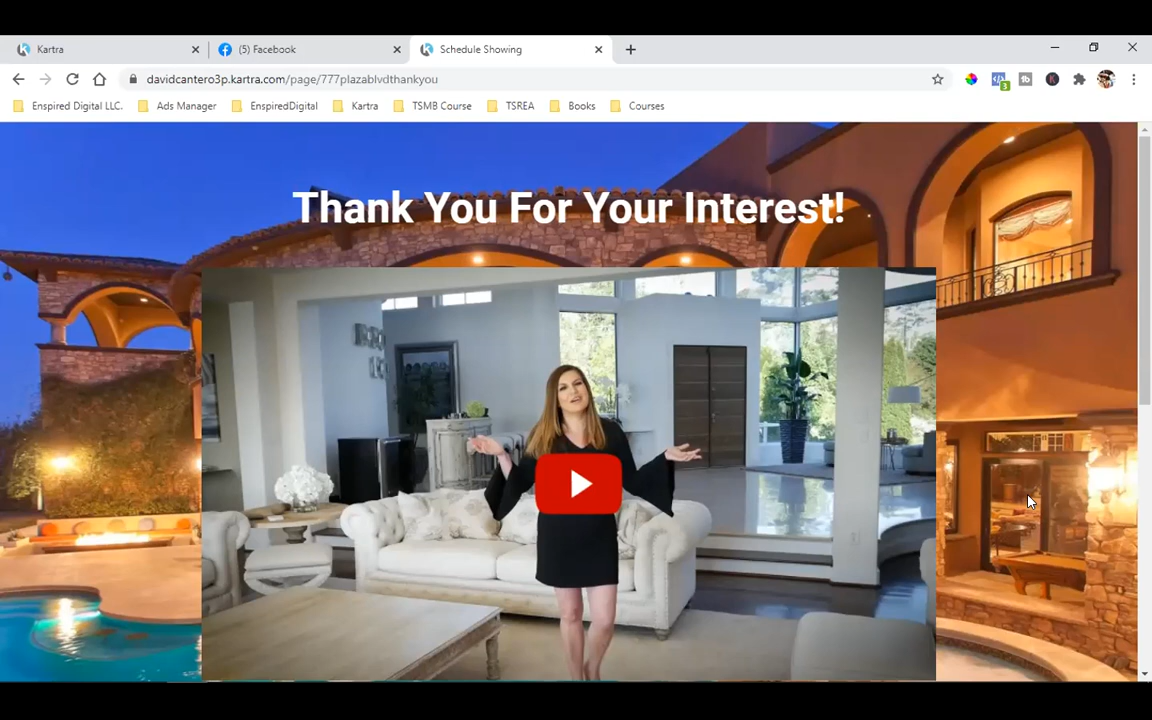 Kartra
(5) Facebook
Schedule Showing
davidcantero3p.kartra.com/page/777plazablvdthankyou
3
Enspired Digital LLC.
Ads Manager
EnspiredDigital
Kartra
TSMB Course
TSREA
Books
Courses
Thank You For Your Interest!